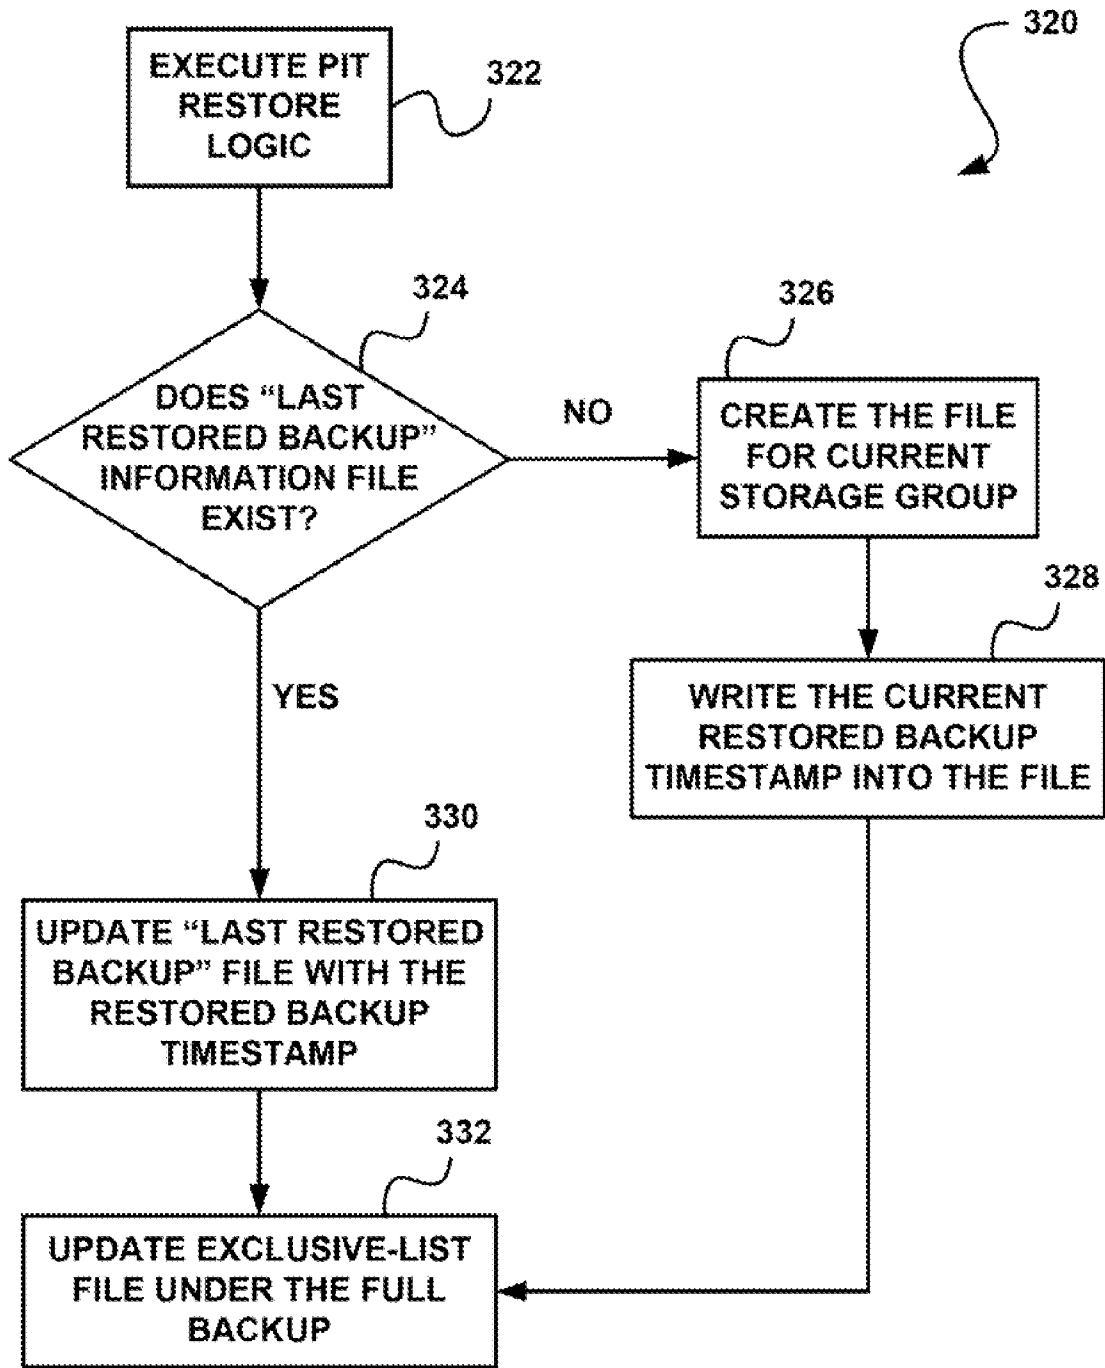 320
EXECUTE PIT
RESTORE
LOGIC
322
324
DOES “LAST
RESTORED BACKUP”
INFORMATION FILE
EXIST?
NO
YES
326
CREATE THE FILE
FOR CURRENT
STORAGE GROUP
328
WRITE THE CURRENT
RESTORED BACKUP
TIMESTAMP INTO THE FILE
330
UPDATE “LAST RESTORED
BACKUP” FILE WITH THE
RESTORED BACKUP
TIMESTAMP
332
UPDATE EXCLUSIVE-LIST
FILE UNDER THE FULL
BACKUP